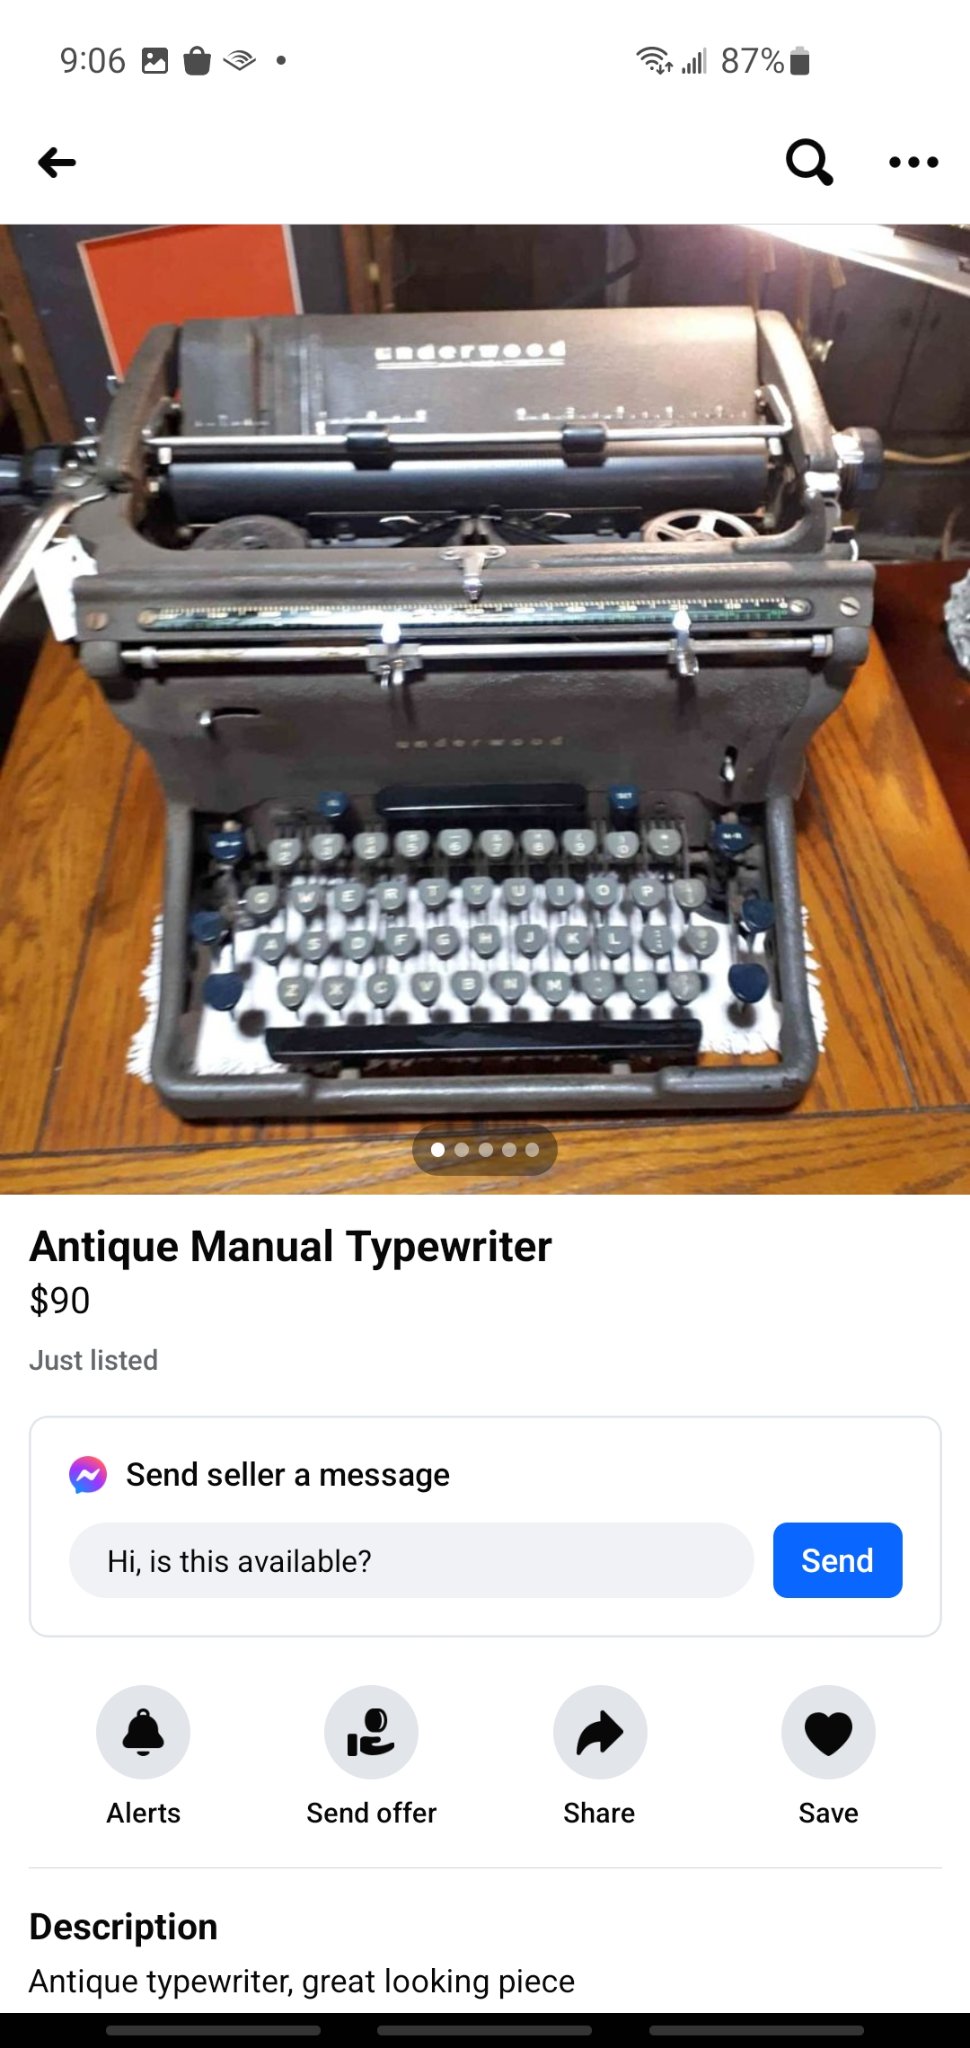 9:06
87%
underwood
underwood
Q W E R T Y U I O P
A S D F G H J K L
Z X C V B N M
Antique Manual Typewriter
$90
Just listed
Send seller a message
Hi, is this available?
Send
Alerts
Send offer
Share
Save
Description
Antique typewriter, great looking piece